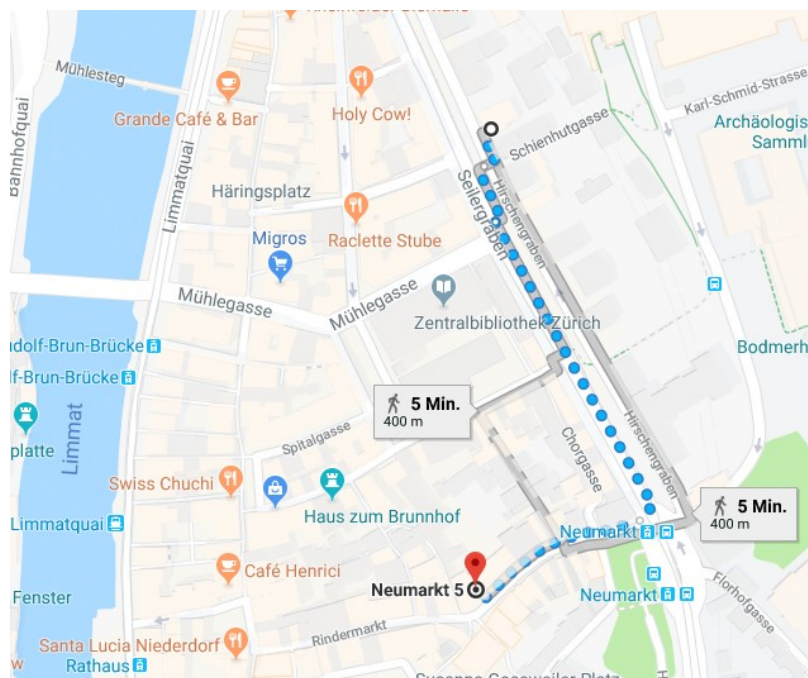 Mühlesteg
Grande Café & Bar
Bahnhofquai
Limmatquai
Holy Cow!
Karl-Schmid-Strasse
Schienhutgasse
Archäologis
Samml
Häringsplatz
Hirschengraben
Seilergraben
Raclette Stube
Migros
Mühlegasse
Mühlegasse
Zentralbibliothek Zürich
udolf-Brun-Brücke
lf-Brun-Brücke
Bodmerh
Limmat
platte
5 Min.
400 m
Hirschengraben
Chorgasse
Spitalgasse
Swiss Chuchi
Haus zum Brunnhof
5 Min.
400 m
Limmatquai
Neumarkt
Café Henrici
Neumarkt 5
Neumarkt
Florhofgasse
Fenster
Rindermarkt
Santa Lucia Niederdorf
Rathaus